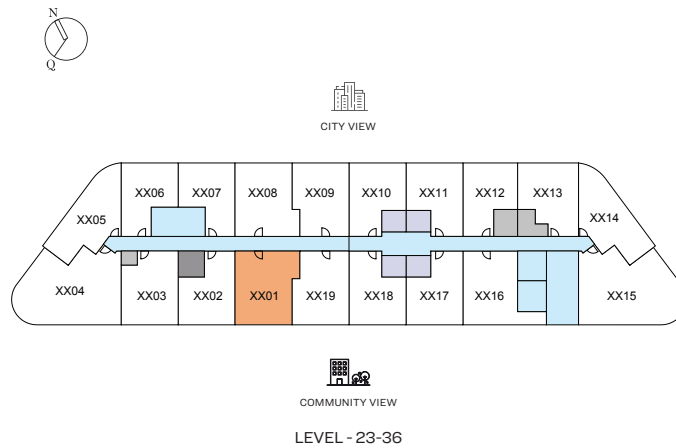 N
Q
CITY VIEW
XX06 XX07 XX08 XX09 XX10 XX11 XX12 XX13
XX05 XX14
XX04 XX03 XX02 XX01 XX19 XX18 XX17 XX16 XX15
COMMUNITY VIEW
LEVEL - 23-36